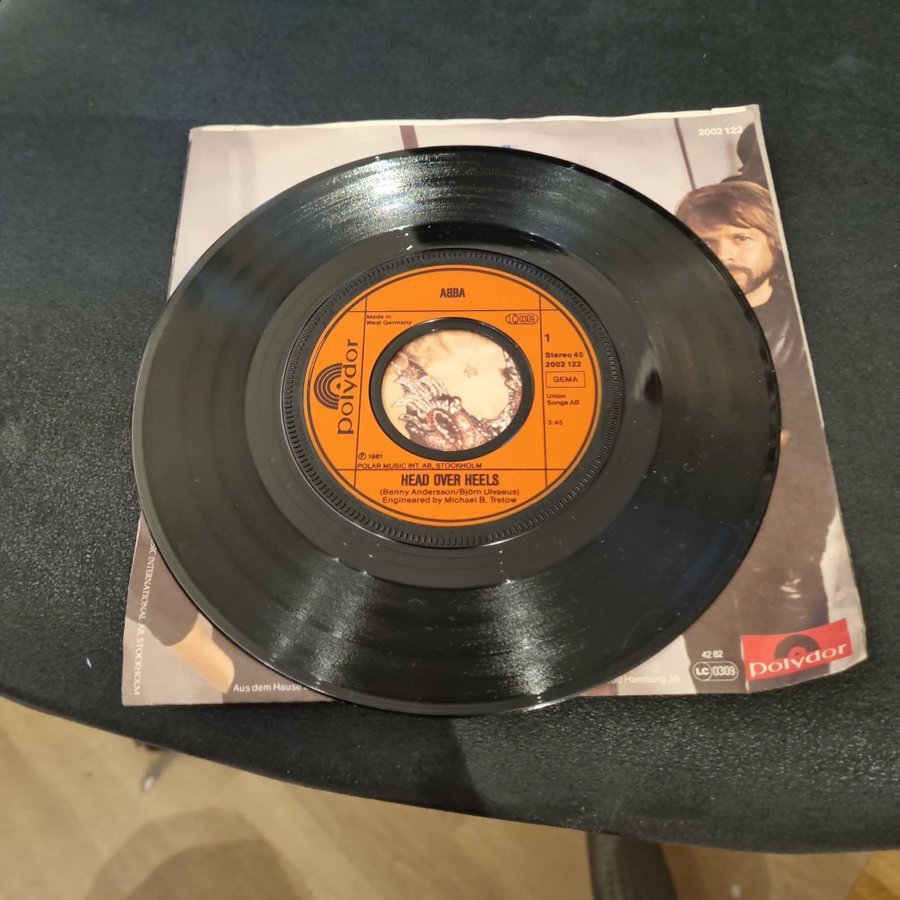 2002 122
ABBA
Made in
West Germany
LC 0309
1
Stereo 45
2002 122
GEMA
Union
Songs AB
3:45
polydor
℗ 1981
POLAR MUSIC INT. AB, STOCKHOLM
HEAD OVER HEELS
(Benny Andersson/Björn Ulvaeus)
Engineered by Michael B. Tretow
INTERNATIONAL AB, STOCKHOLM
Aus dem Hause
Hamburg
42 82
LC 0309
polydor